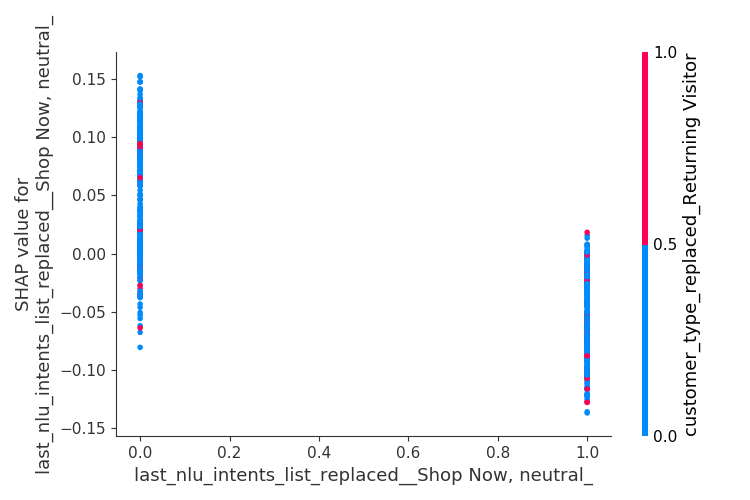 SHAP value for
last_nlu_intents_list_replaced__Shop Now, neutral_
0.15
0.10
0.05
0.00
−0.05
−0.10
−0.15
0.0 0.2 0.4 0.6 0.8 1.0
last_nlu_intents_list_replaced__Shop Now, neutral_
1.0
0.5
0.0
customer_type_replaced_Returning Visitor